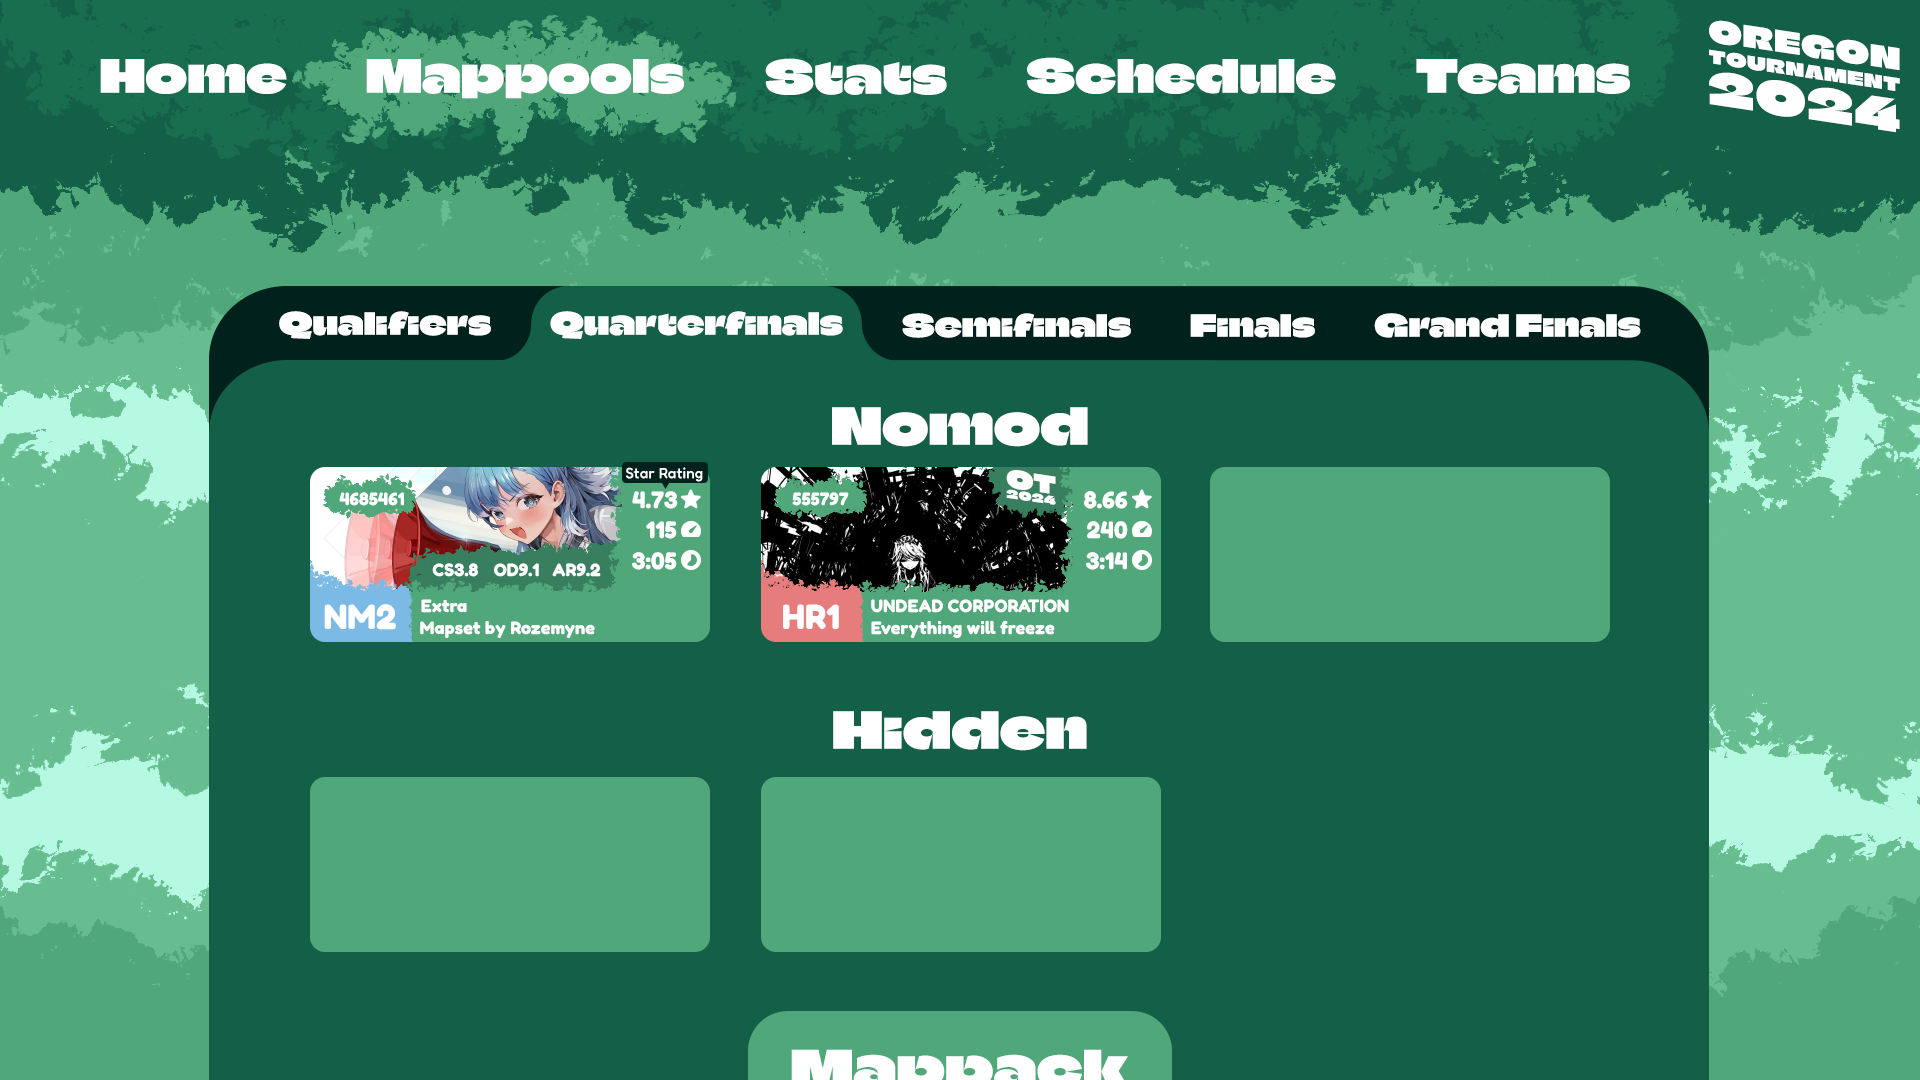 Home Mappools Stats Schedule Teams
OREGON
TOURNAMENT
2024
Qualifiers Quarterfinals Semifinals Finals Grand Finals
Nomod
4685461
Star Rating
4.73
115
3:05
CS3.8 OD9.1 AR9.2
NM2
Extra
Mapset by Rozemyne
555797
OT
2024
8.66
240
3:14
HR1
UNDEAD CORPORATION
Everything will freeze
Hidden
Mappack